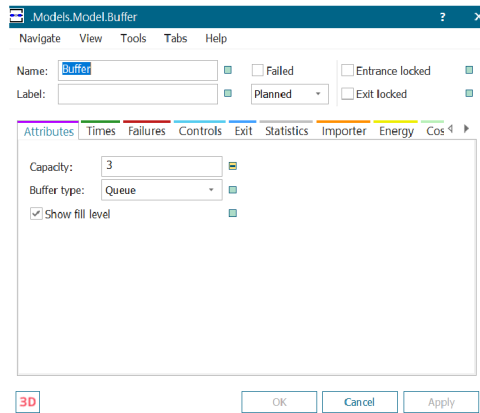 .Models.Model.Buffer ?
Navigate View Tools Tabs Help
Name: Buffer Failed Entrance locked
Label: Planned Exit locked
Attributes Times Failures Controls Exit Statistics Importer Energy Cos
Capacity: 3
Buffer type: Queue
Show fill level
3D OK Cancel Apply